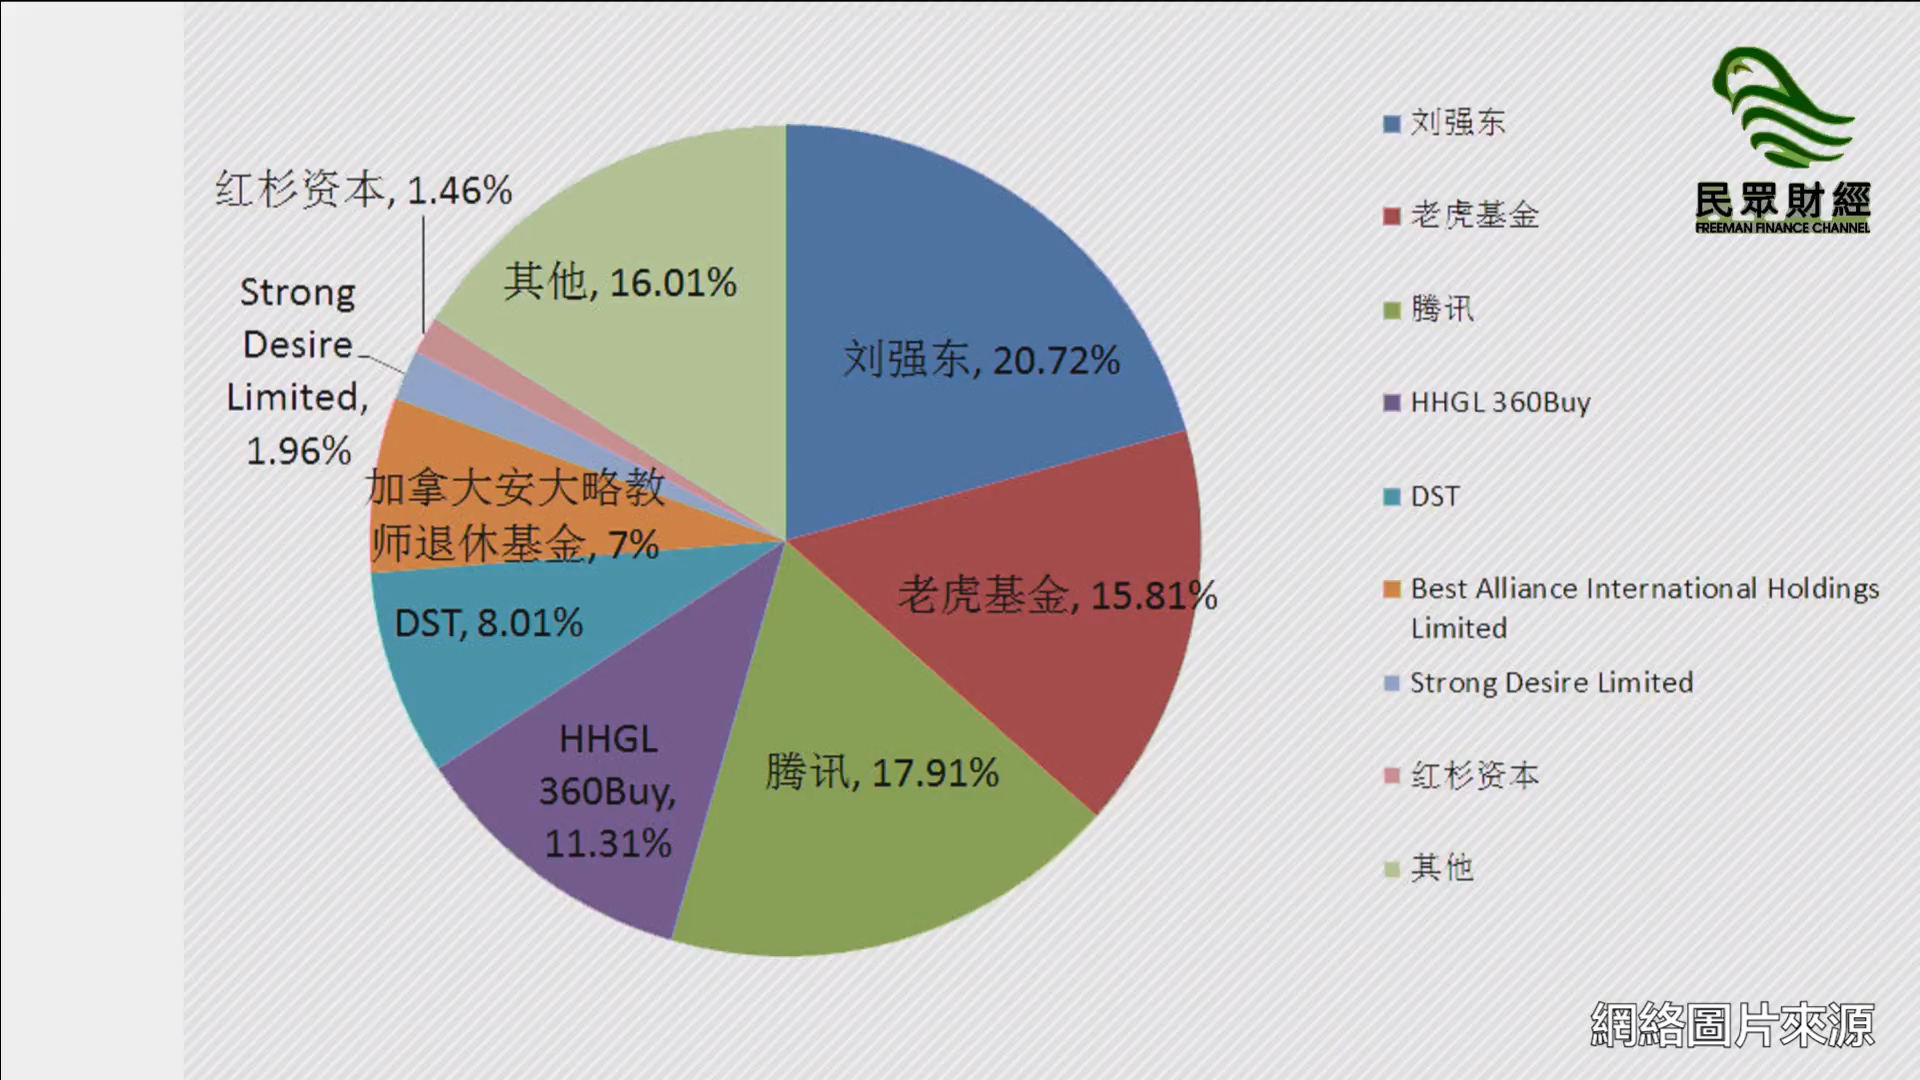 红杉资本, 1.46%
Strong
Desire
Limited,
1.96%
其他, 16.01%
刘强东, 20.72%
加拿大安大略教
师退休基金, 7%
老虎基金, 15.81%
DST, 8.01%
HHGL
360Buy,
11.31%
腾讯, 17.91%
刘强东
老虎基金
腾讯
HHGL 360Buy
DST
Best Alliance International Holdings
Limited
Strong Desire Limited
红杉资本
其他
民眾財經
FREEMAN FINANCE CHANNEL
網絡圖片來源